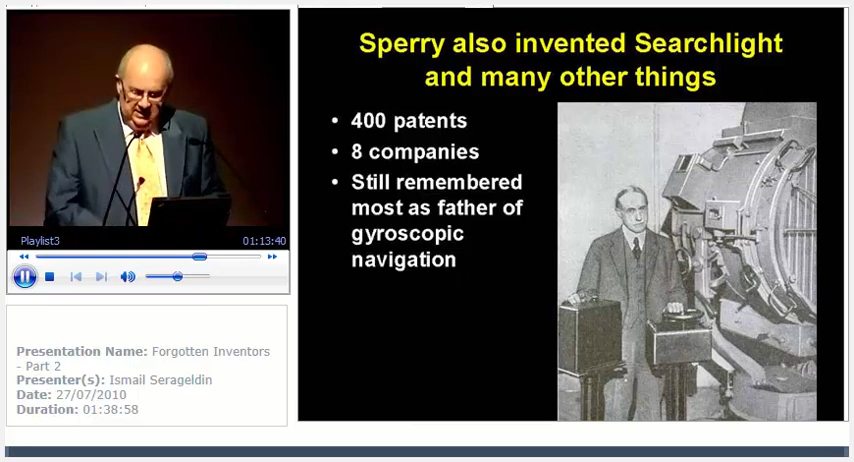 Sperry also invented Searchlight
and many other things
• 400 patents
• 8 companies
• Still remembered
most as father of
gyroscopic
navigation
Playlist3
01:13:40
Presentation Name: Forgotten Inventors
- Part 2
Presenter(s): Ismail Serageldin
Date: 27/07/2010
Duration: 01:38:58